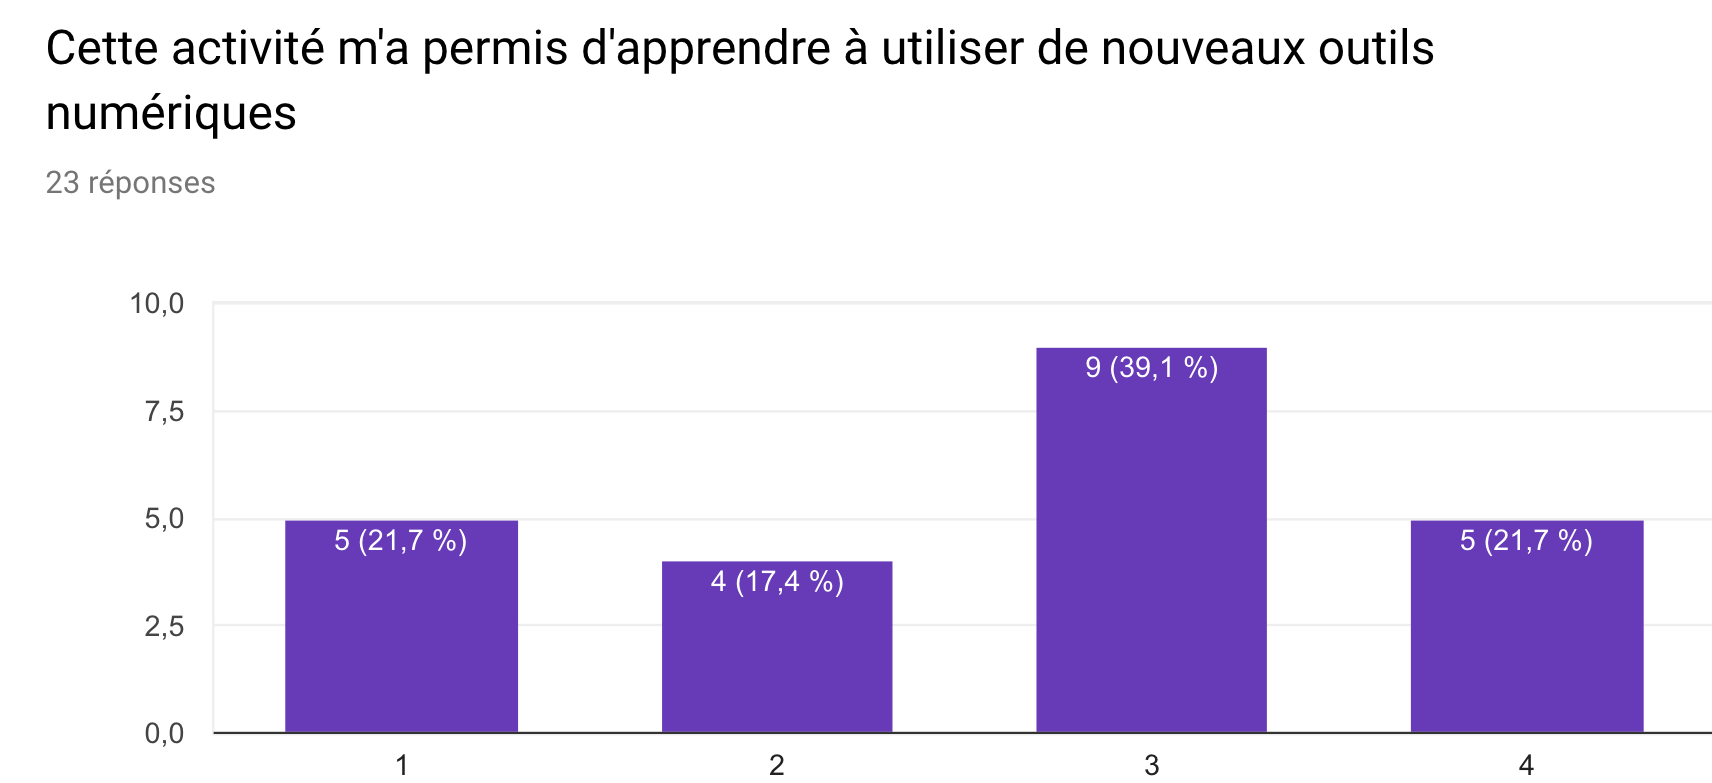 Cette activité m'a permis d'apprendre à utiliser de nouveaux outils
numériques
23 réponses
10,0
7,5
5,0
2,5
0,0
5 (21,7 %)
4 (17,4 %)
9 (39,1 %)
5 (21,7 %)
1
2
3
4